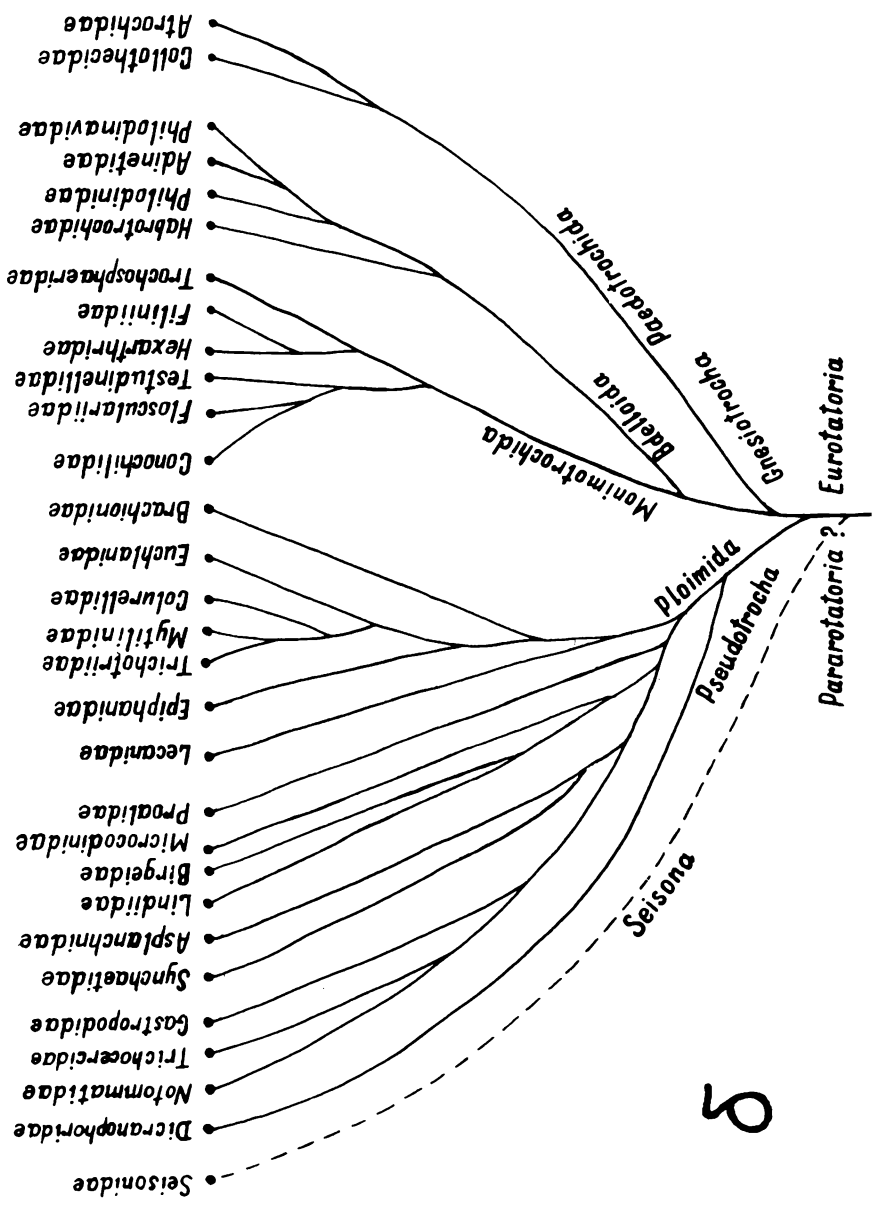 Atrochidae
Collothecidae
Philodinavidae
Adinetidae
Philodinidae
Habrotrochidae
Trochosphaeridae
Filiniidae
Hexarthridae
Testudinellidae
Flosculariidae
Conochilidae
Brachionidae
Euchlanidae
Colurellidae
Mytilinidae
Trichotriidae
Epiphanidae
Lecanidae
Proalidae
Microcodinidae
Birgeidae
Lindiidae
Asplanchnidae
Synchaetidae
Gastropodidae
Trichocercidae
Notommatidae
Dicranophoridae
Seisonidae
Paedotrochida
Gnesiotrocha
Bdelloida
Monimotrochida
Eurotatoria
Ploimida
Pseudotrocha
Pararotatoria ?
Seisona